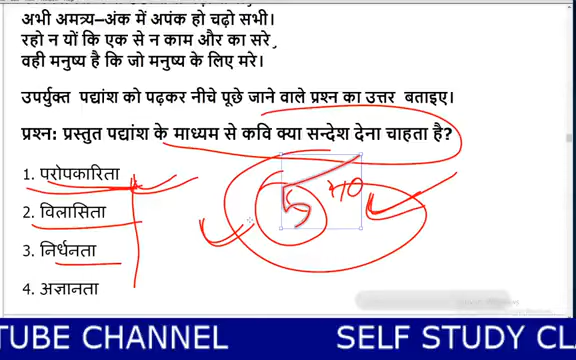 अभी अमत्र्य–अंक में अपंक हो चढ़ो सभी।
रहो न यों कि एक से न काम और का सरे,
वही मनुष्य है कि जो मनुष्य के लिए मरे।
उपर्युक्त पद्यांश को पढ़कर नीचे पूछे जाने वाले प्रश्न का उत्तर बताइए।
प्रश्न: प्रस्तुत पद्यांश के माध्यम से कवि क्या सन्देश देना चाहता है?
1. परोपकारिता
2. विलासिता
3. निर्धनता
4. अज्ञानता
TUBE CHANNEL SELF STUDY CLA